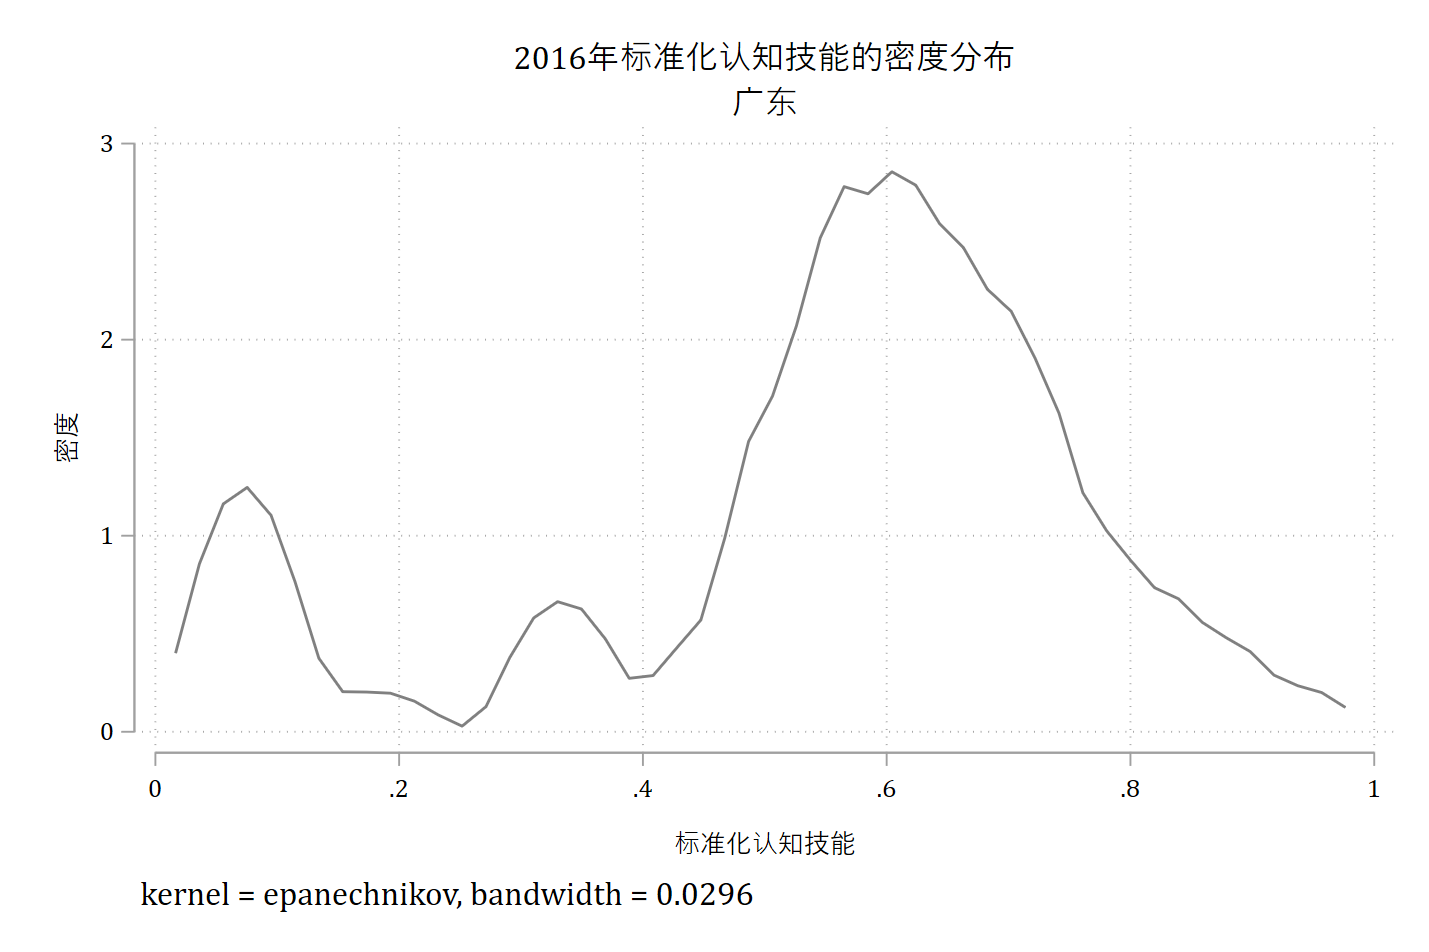 2016年标准化认知技能的密度分布
广东
3
2
1
0
密度
0 .2 .4 .6 .8 1
标准化认知技能
kernel = epanechnikov, bandwidth = 0.0296